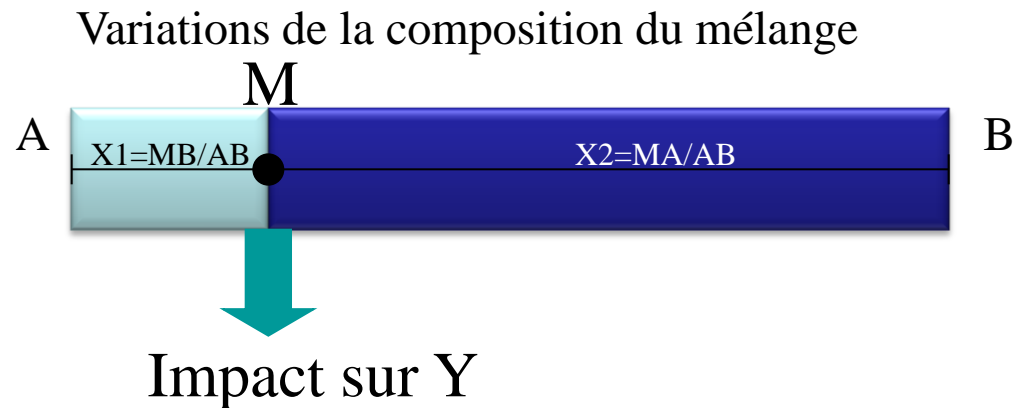 Variations de la composition du mélange
M
A
X1=MB/AB
X2=MA/AB
B
Impact sur Y